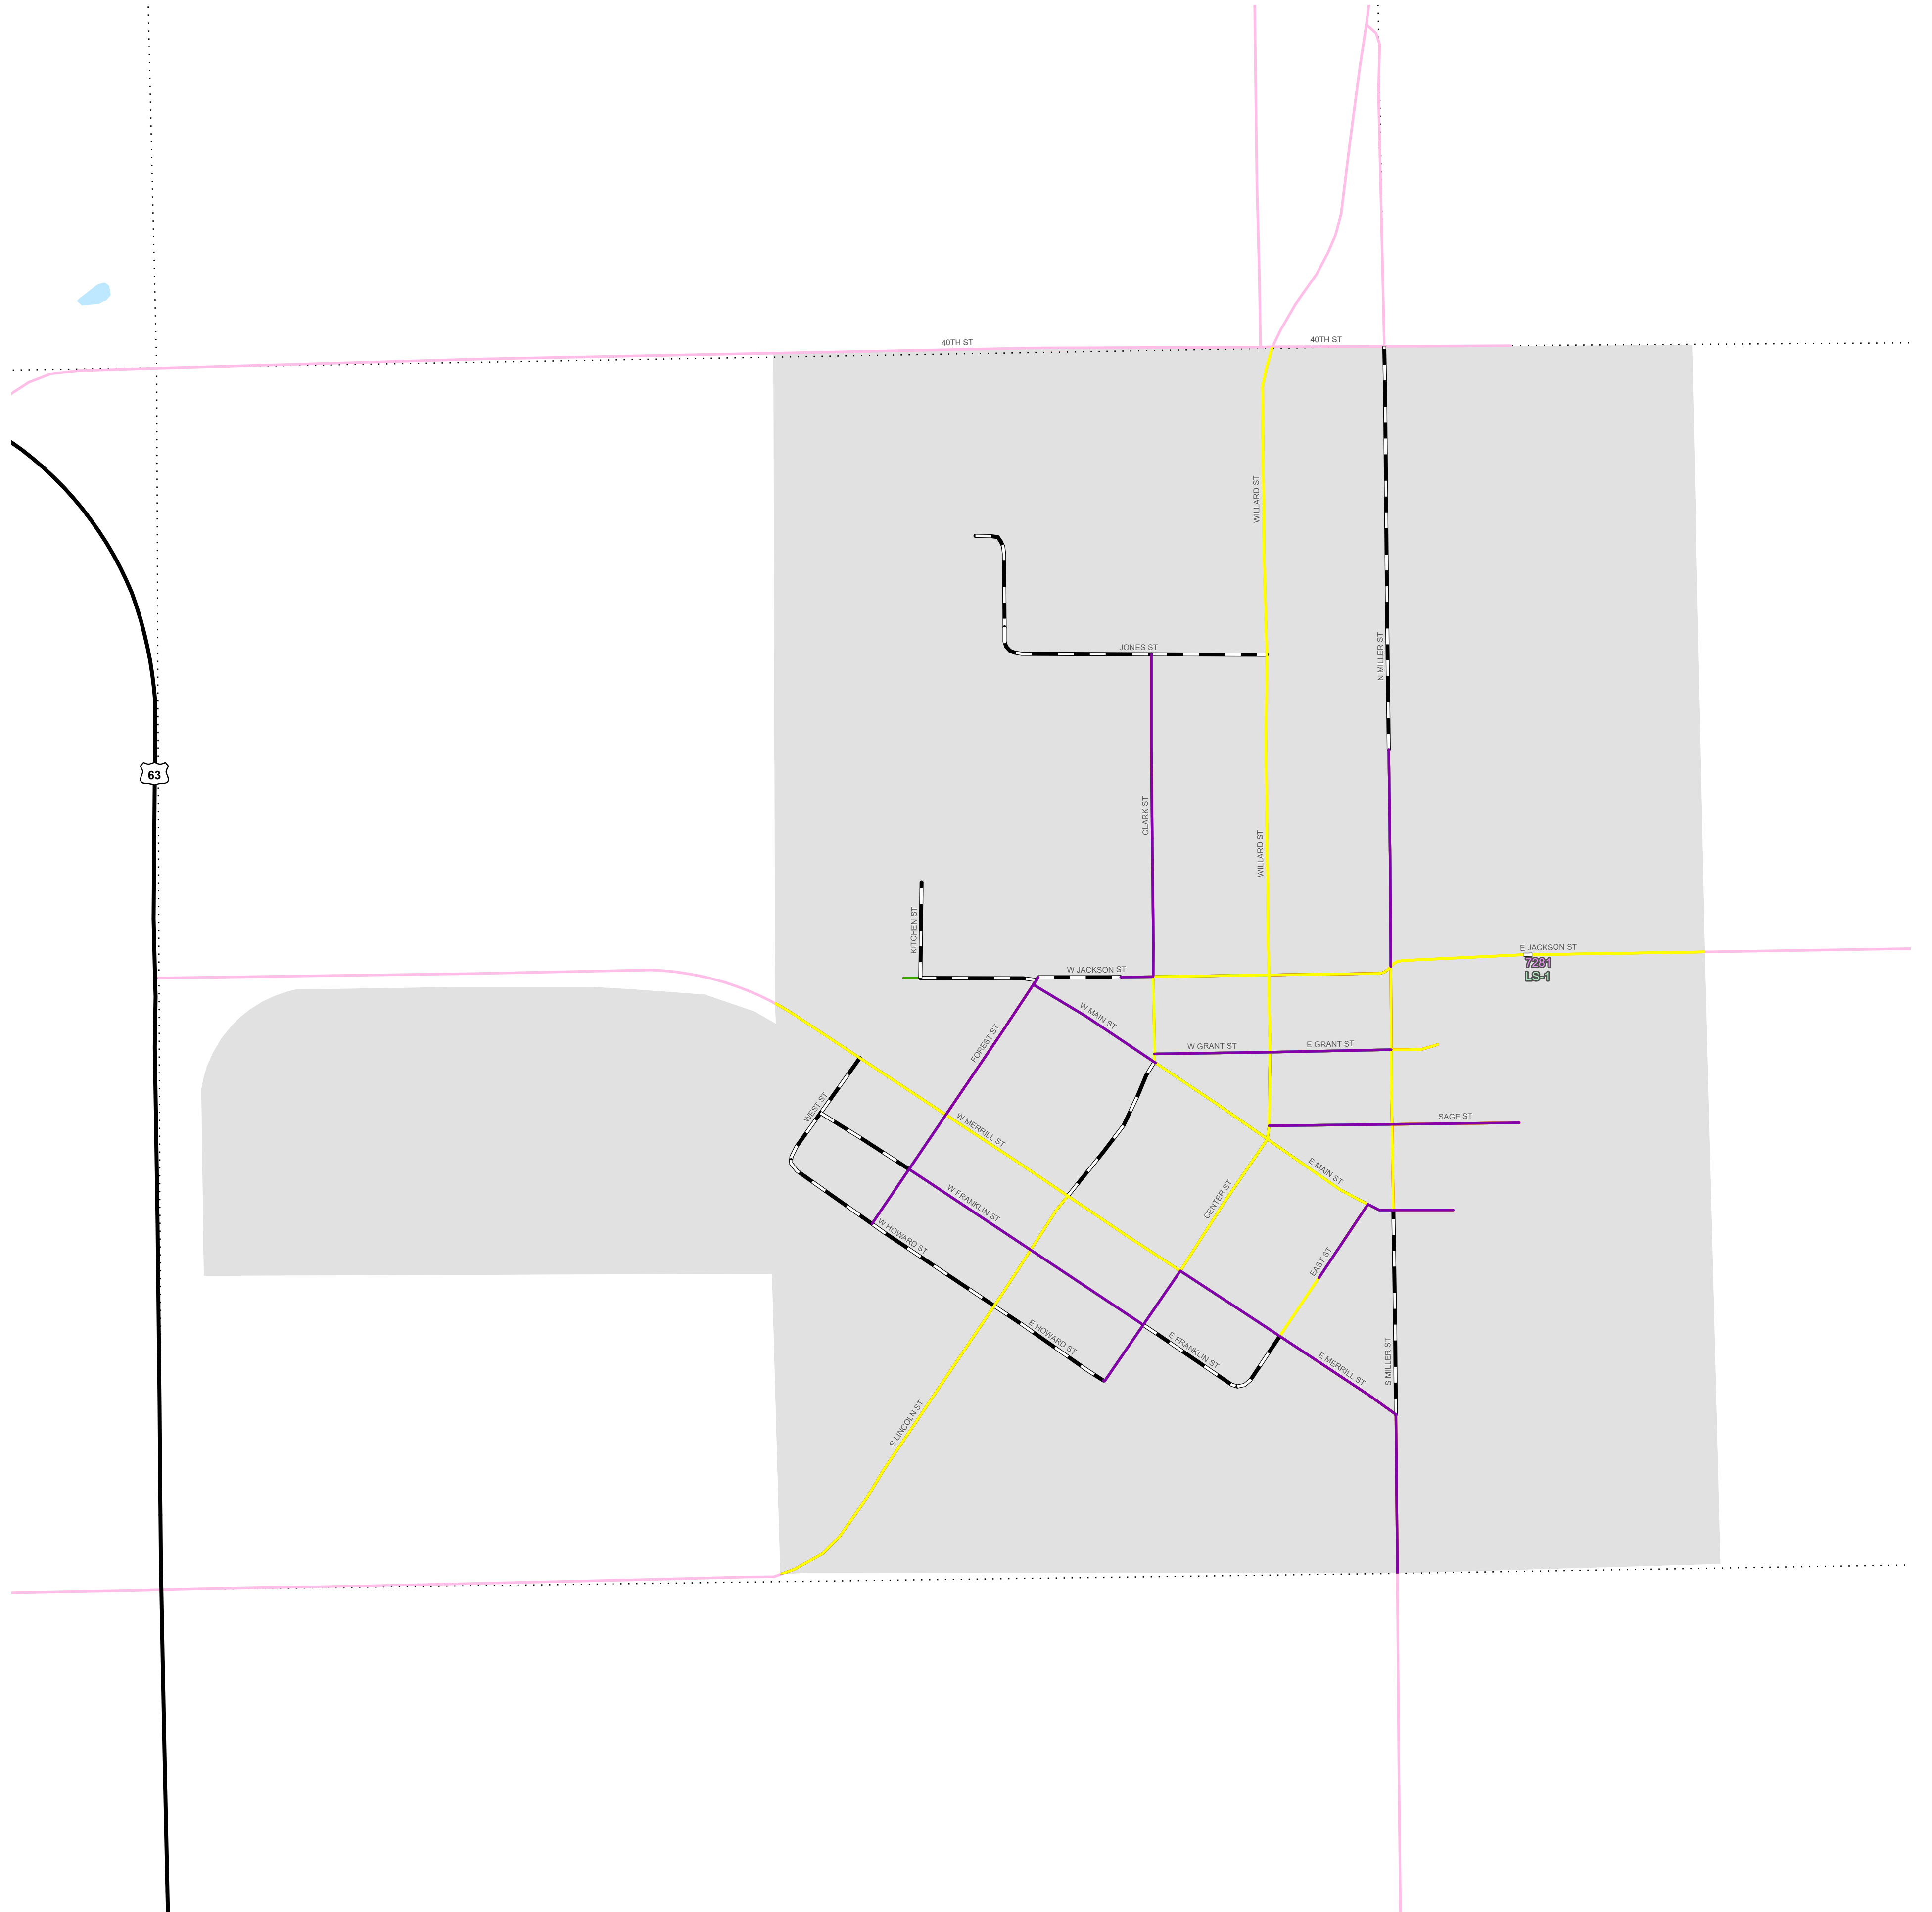 40TH ST
40TH ST
WILLARD ST
N MILLER ST
JONES ST
63
CLARK ST
WILLARD ST
KITCHEN ST
E JACKSON ST
7281
LS-1
W JACKSON ST
W MAIN ST
FOREST ST
W GRANT ST
E GRANT ST
WEST ST
W MERRILL ST
SAGE ST
E MAIN ST
CENTER ST
W FRANKLIN ST
W HOWARD ST
EAST ST
E HOWARD ST
E FRANKLIN ST
E MERRILL ST
S MILLER ST
S LINCOLN ST